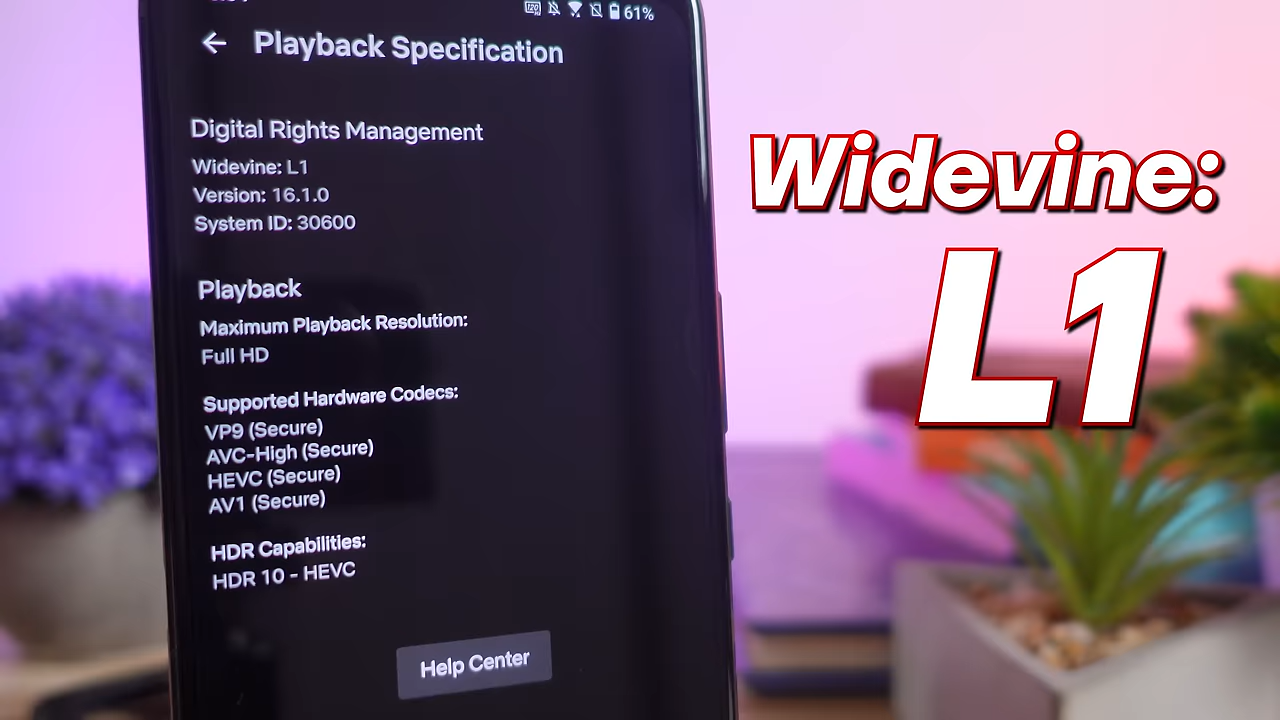 61%
Playback Specification
Digital Rights Management
Widevine: L1
Version: 16.1.0
System ID: 30600
Playback
Maximum Playback Resolution:
Full HD
Supported Hardware Codecs:
VP9 (Secure)
AVC-High (Secure)
HEVC (Secure)
AV1 (Secure)
HDR Capabilities:
HDR 10 - HEVC
Help Center
Widevine:
L1